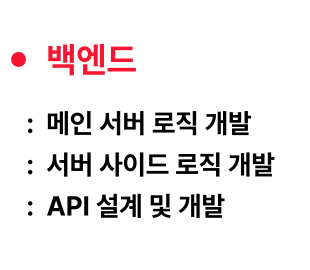 ● 백엔드
: 메인 서버 로직 개발
: 서버 사이드 로직 개발
: API 설계 및 개발